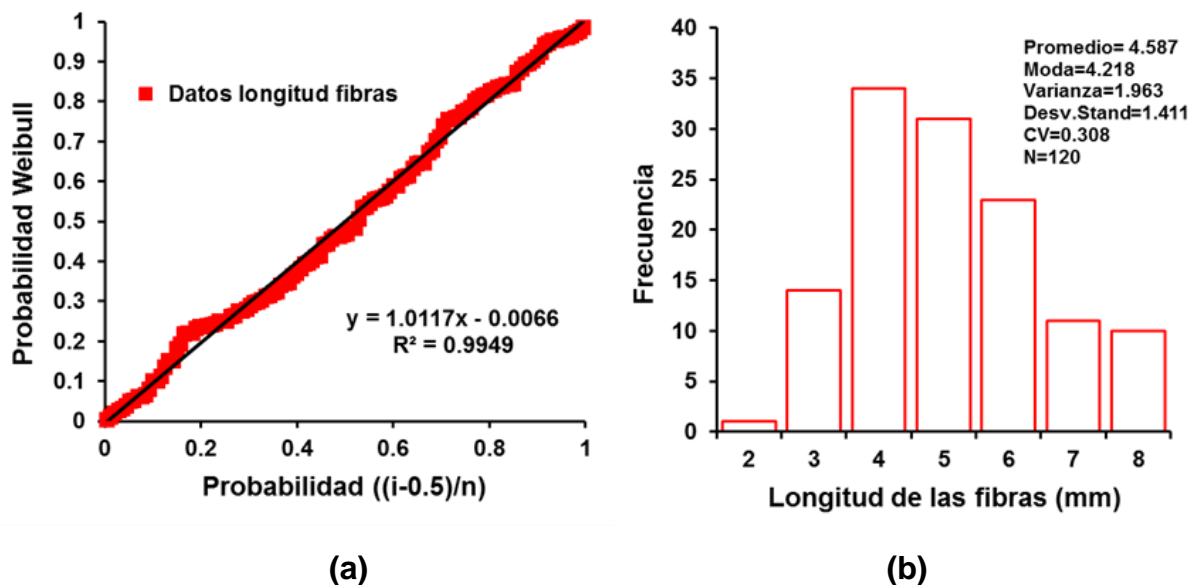 1
0.9
0.8
0.7
0.6
0.5
0.4
0.3
0.2
0.1
0
Probabilidad Weibull
Datos longitud fibras
y = 1.0117x - 0.0066
R² = 0.9949
0 0.2 0.4 0.6 0.8 1
Probabilidad ((i-0.5)/n)
(a)
40
35
30
25
20
15
10
5
0
Frecuencia
Promedio= 4.587
Moda=4.218
Varianza=1.963
Desv.Stand=1.411
CV=0.308
N=120
2 3 4 5 6 7 8
Longitud de las fibras (mm)
(b)